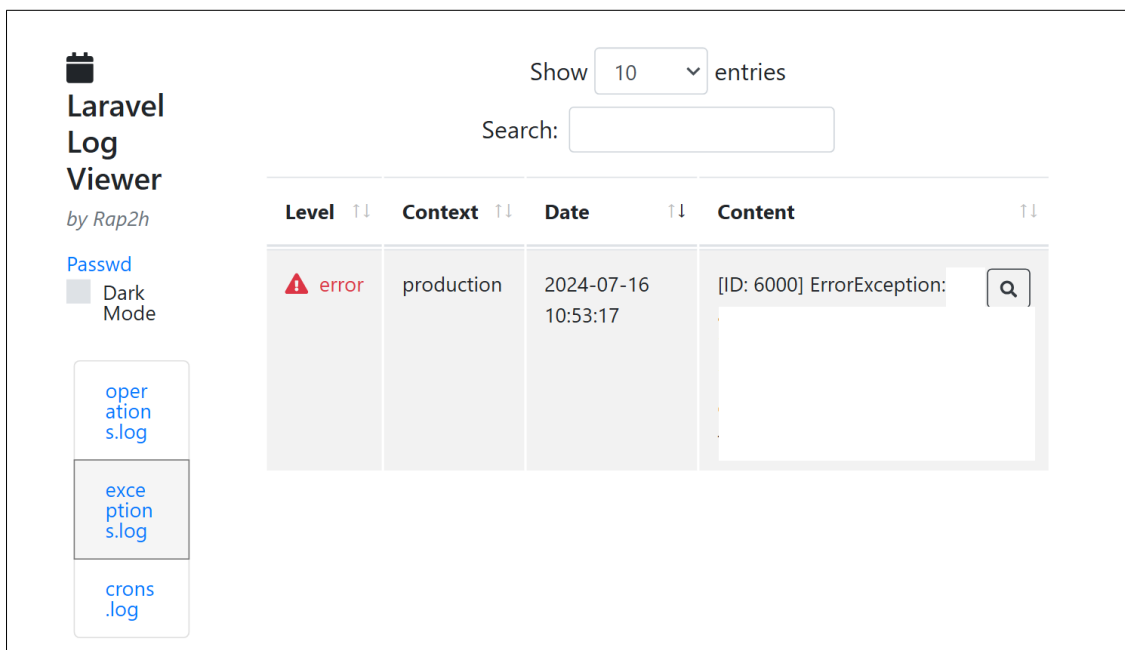 Laravel
Log
Viewer
by Rap2h
Passwd
Dark
Mode
oper
ation
s.log
exce
ption
s.log
crons
.log
Show 10 entries
Search:
Level Context Date Content
error production 2024-07-16 [ID: 6000] ErrorException:
10:53:17